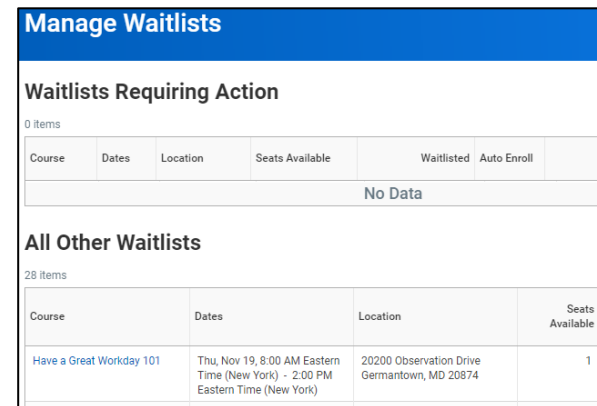 Manage Waitlists
Waitlists Requiring Action
0 items
Course Dates Location Seats Available Waitlisted Auto Enroll
No Data
All Other Waitlists
28 items
Course Dates Location Seats Available
Have a Great Workday 101
Thu, Nov 19, 8:00 AM Eastern
Time (New York) - 2:00 PM
Eastern Time (New York)
20200 Observation Drive
Germantown, MD 20874
1